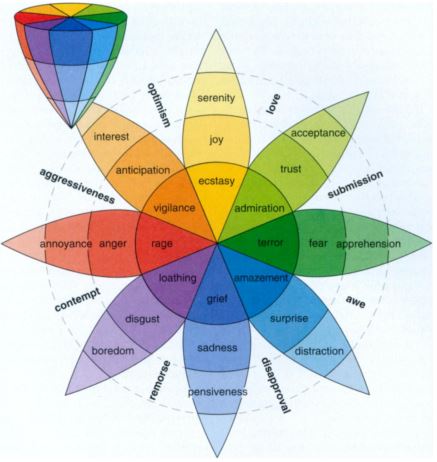 optimism
serenity
love
interest
joy
acceptance
anticipation
trust
aggressiveness
ecstasy
submission
vigilance
admiration
annoyance
anger
rage
terror
fear
apprehension
loathing
amazement
contempt
grief
awe
disgust
surprise
boredom
sadness
distraction
remorse
pensiveness
disapproval